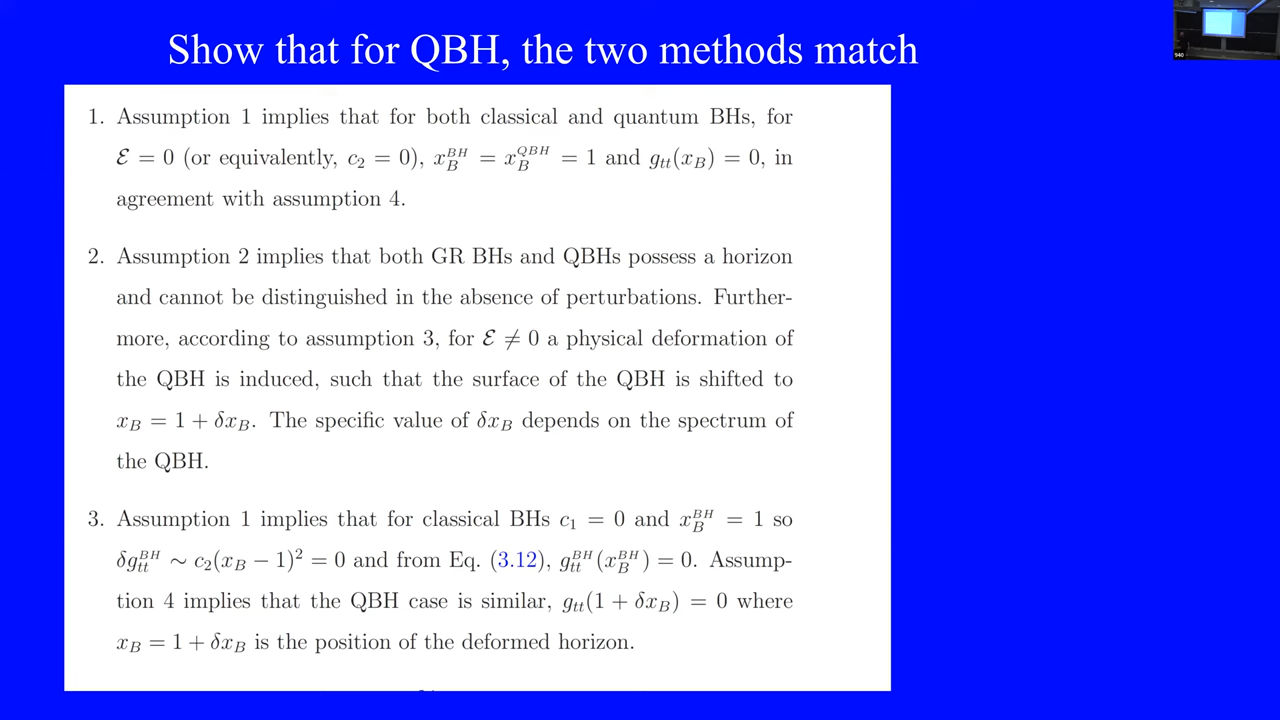 Show that for QBH, the two methods match
1. Assumption 1 implies that for both classical and quantum BHs, for
ℰ = 0 (or equivalently, c₂ = 0), x_B^{BH} = x_B^{QBH} = 1 and g_{tt}(x_B) = 0, in
agreement with assumption 4.
2. Assumption 2 implies that both GR BHs and QBHs possess a horizon
and cannot be distinguished in the absence of perturbations. Further-
more, according to assumption 3, for ℰ ≠ 0 a physical deformation of
the QBH is induced, such that the surface of the QBH is shifted to
x_B = 1 + δx_B. The specific value of δx_B depends on the spectrum of
the QBH.
3. Assumption 1 implies that for classical BHs c₁ = 0 and x_B^{BH} = 1 so
δg_{tt}^{BH} ∼ c₂(x_B − 1)² = 0 and from Eq. (3.12), g_{tt}^{BH}(x_B^{BH}) = 0. Assump-
tion 4 implies that the QBH case is similar, g_{tt}(1 + δx_B) = 0 where
x_B = 1 + δx_B is the position of the deformed horizon.